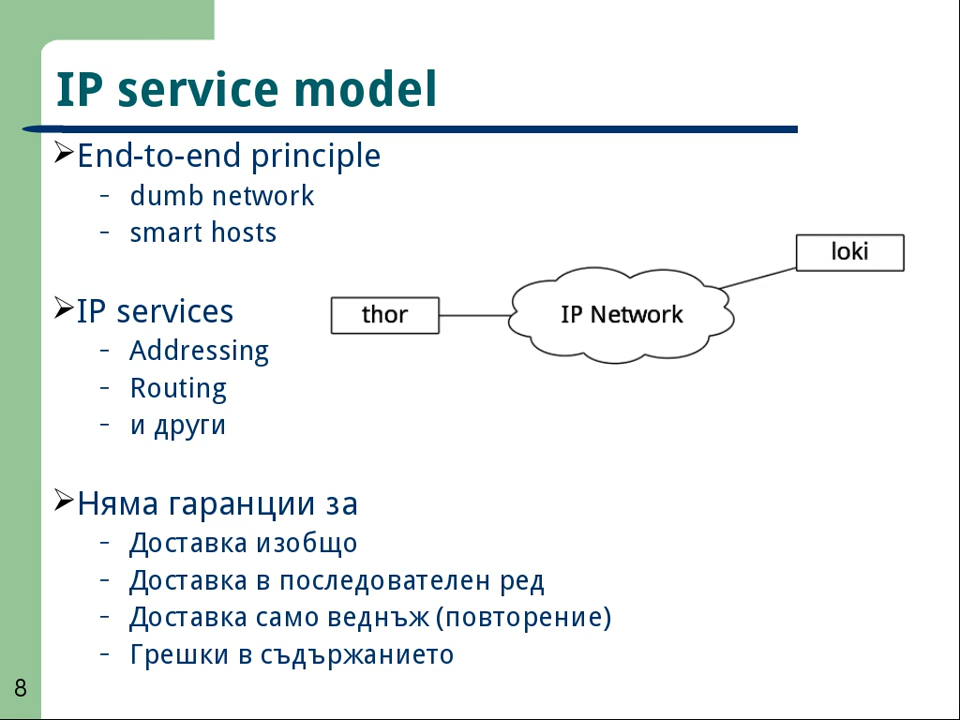 IP service model
End-to-end principle
– dumb network
– smart hosts
loki
IP services
thor
IP Network
– Addressing
– Routing
– и други
Няма гаранции за
– Доставка изобщо
– Доставка в последователен ред
– Доставка само веднъж (повторение)
– Грешки в съдържанието
8